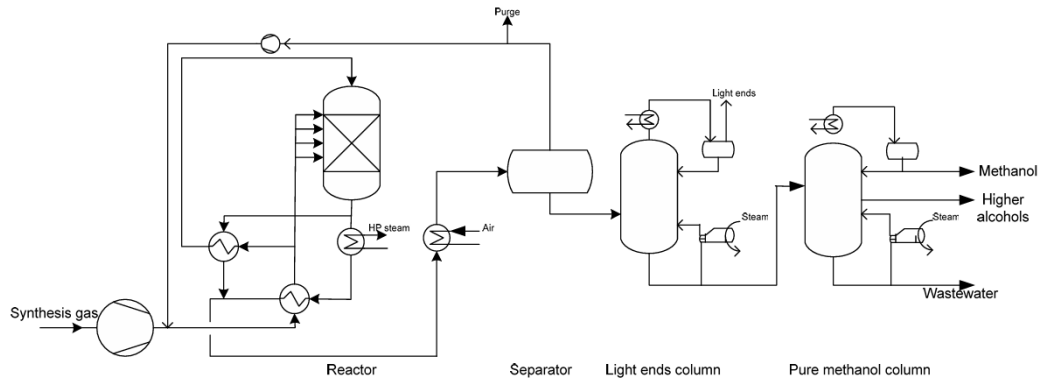 Purge
Light ends
Methanol
Higher
alcohols
HP steam
Air
Steam
Steam
Wastewater
Synthesis gas
Reactor
Separator
Light ends column
Pure methanol column